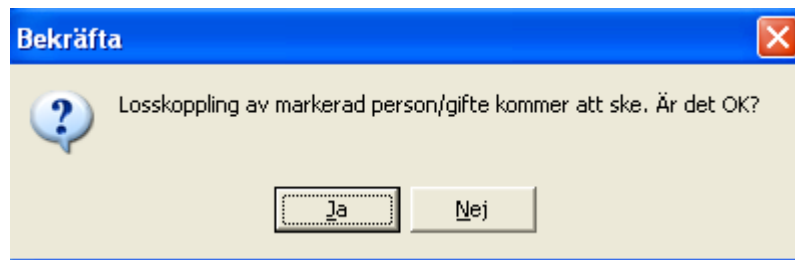 Bekräfta
Losskoppling av markerad person/gifte kommer att ske. Är det OK?
Ja
Nej